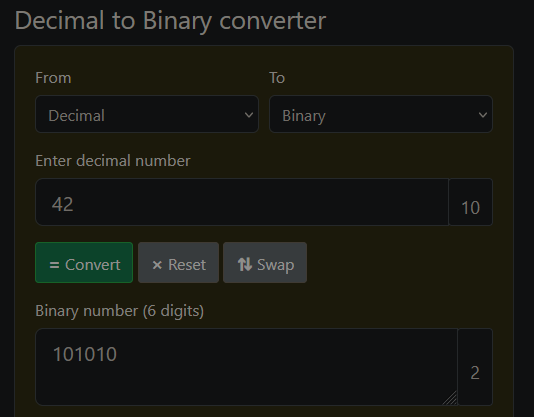 Decimal to Binary converter
From To
Decimal Binary
Enter decimal number
42 10
= Convert × Reset ⇅ Swap
Binary number (6 digits)
101010 2